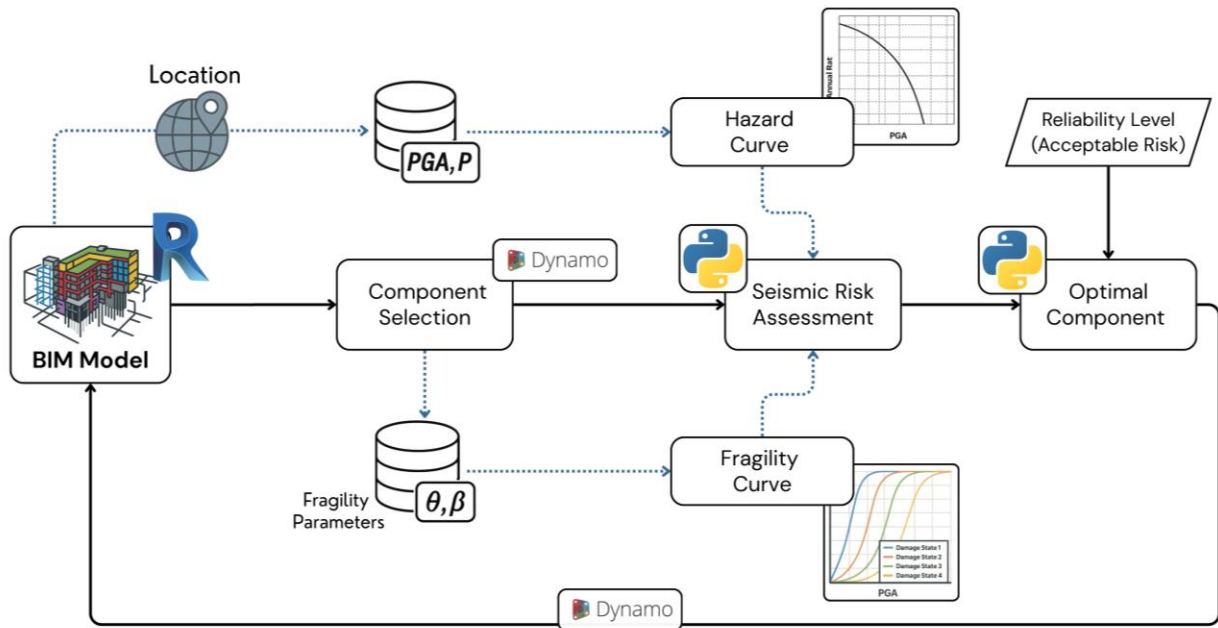 Location
PGA, P
Hazard
Curve
Annual Rat
PGA
Reliability Level
(Acceptable Risk)
R
BIM Model
Component
Selection
Dynamo
Seismic Risk
Assessment
Optimal
Component
Fragility
Parameters
θ, β
Fragility
Curve
Damage State 1
Damage State 2
Damage State 3
Damage State 4
PGA
Dynamo